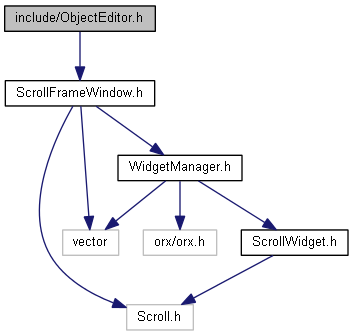 include/ObjectEditor.h
ScrollFrameWindow.h
WidgetManager.h
vector
orx/orx.h
ScrollWidget.h
Scroll.h